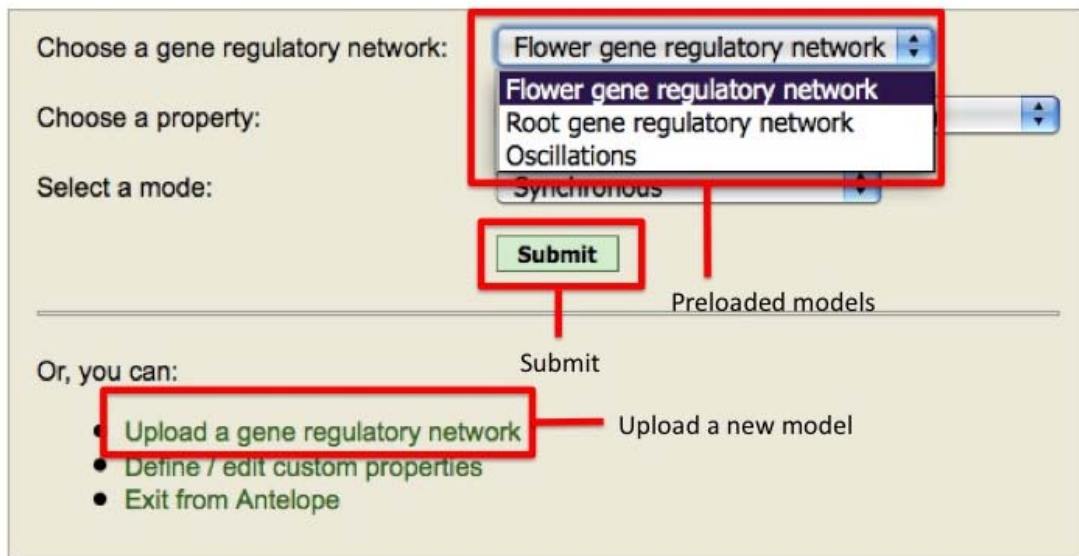 Choose a gene regulatory network:
Flower gene regulatory network
Flower gene regulatory network
Root gene regulatory network
Oscillations
Choose a property:
Select a mode:
Synchronous
Submit
Preloaded models
Submit
Or, you can:
Upload a gene regulatory network
Upload a new model
Define / edit custom properties
Exit from Antelope